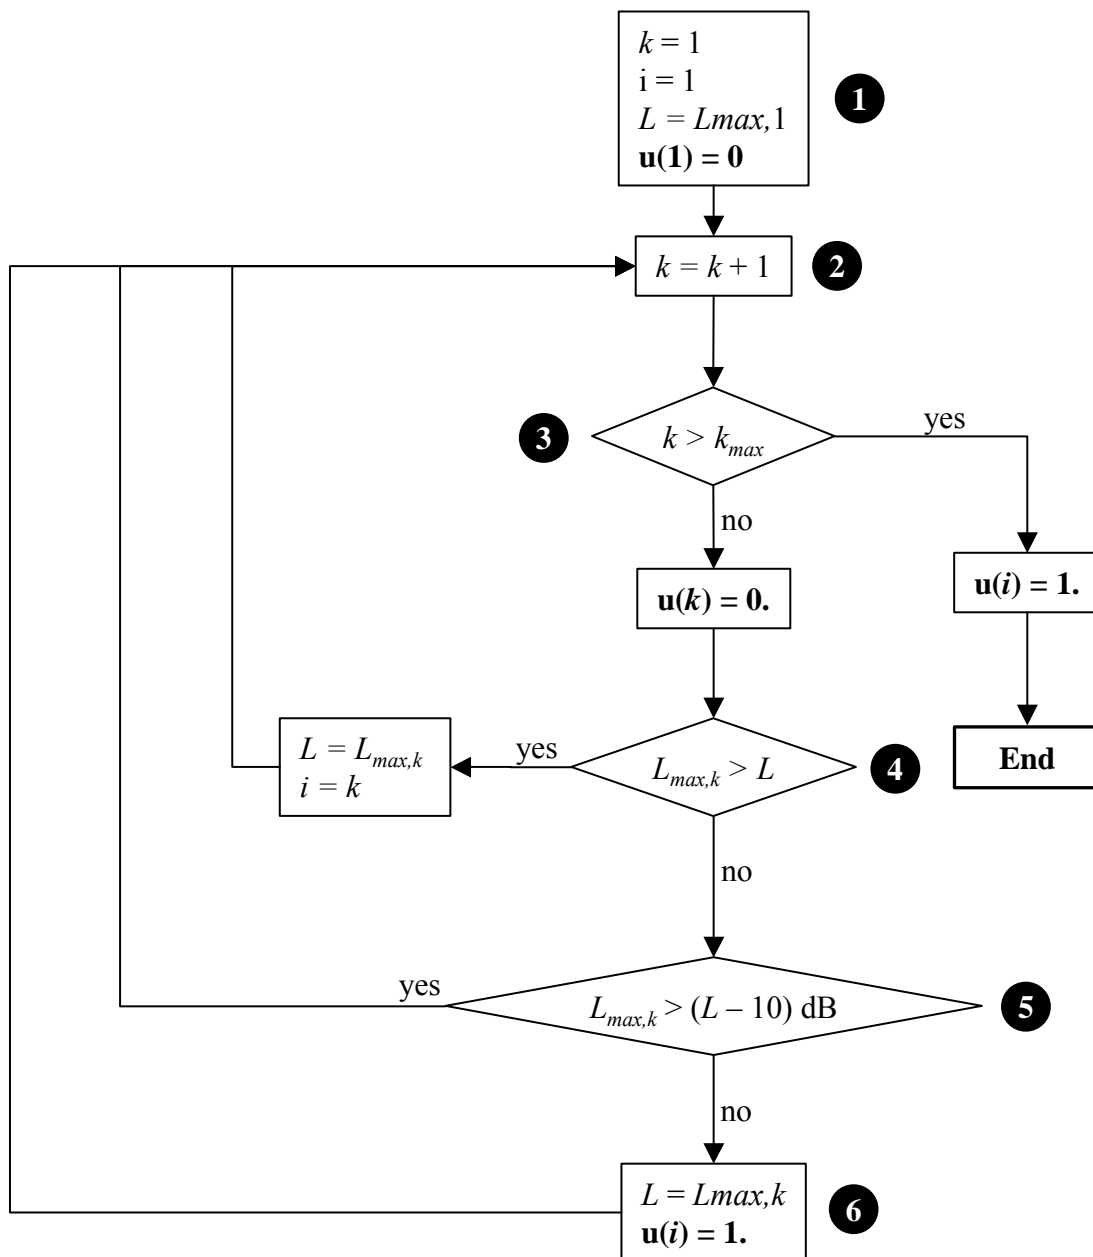 k = 1
i = 1
L = Lmax,1
u(1) = 0
1
k = k + 1
2
3
k > kmax
yes
no
u(k) = 0.
u(i) = 1.
L = Lmax,k
i = k
yes
Lmax,k > L
4
End
no
yes
Lmax,k > (L – 10) dB
5
no
L = Lmax,k
u(i) = 1.
6